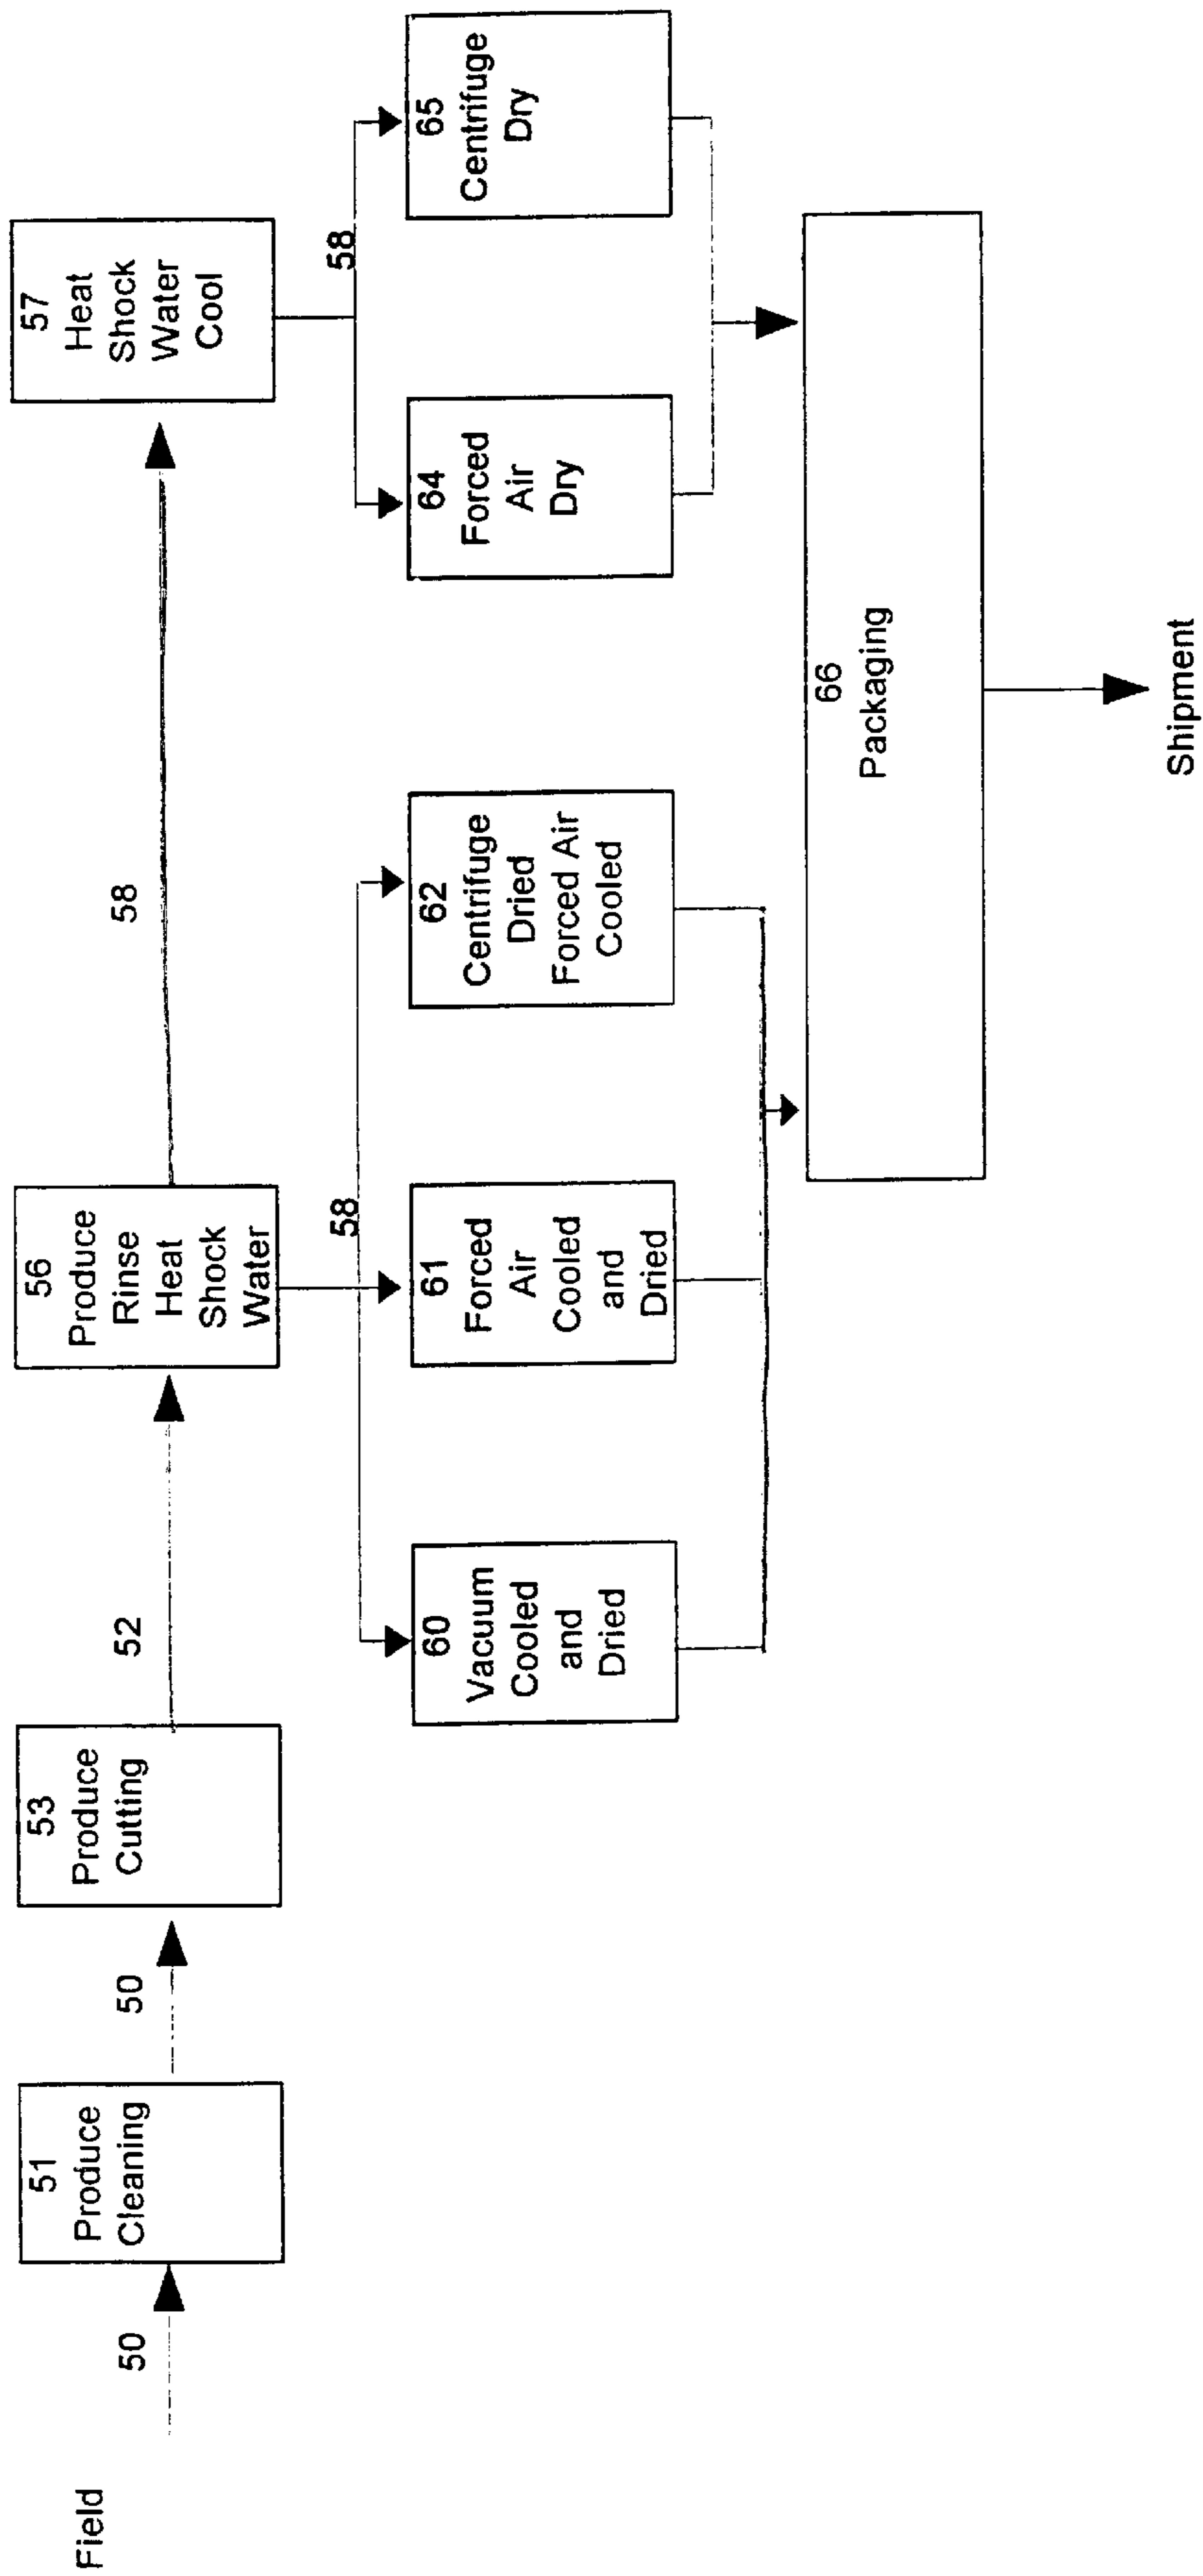 Field
50
51
Produce
Cleaning
50
53
Produce
Cutting
52
56
Produce
Rinse
Heat
Shock
Water
58
57
Heat
Shock
Water
Cool
58
60
Vacuum
Cooled
and
Dried
61
Forced
Air
Cooled
and
Dried
62
Centrifuge
Dried
Forced Air
Cooled
58
64
Forced
Air
Dry
65
Centrifuge
Dry
66
Packaging
Shipment